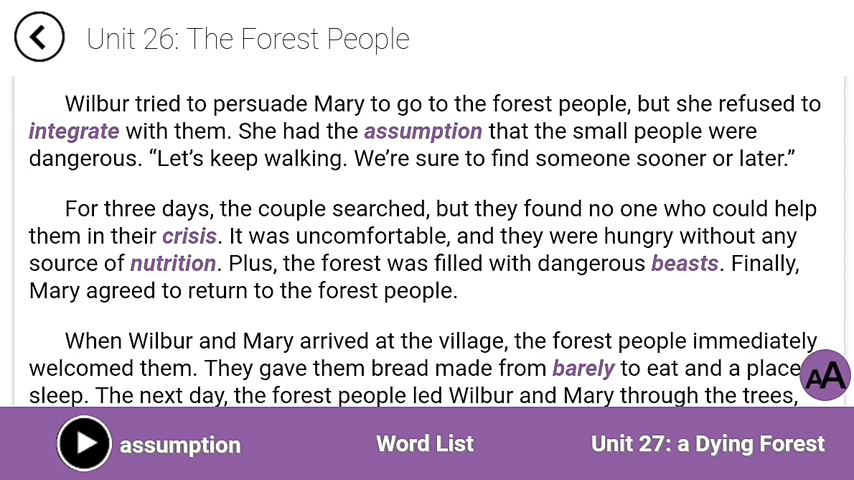 Unit 26: The Forest People
Wilbur tried to persuade Mary to go to the forest people, but she refused to
integrate with them. She had the assumption that the small people were
dangerous. “Let’s keep walking. We’re sure to find someone sooner or later.”
For three days, the couple searched, but they found no one who could help
them in their crisis. It was uncomfortable, and they were hungry without any
source of nutrition. Plus, the forest was filled with dangerous beasts. Finally,
Mary agreed to return to the forest people.
When Wilbur and Mary arrived at the village, the forest people immediately
welcomed them. They gave them bread made from barely to eat and a place
sleep. The next day, the forest people led Wilbur and Mary through the trees,
AA
assumption Word List Unit 27: a Dying Forest